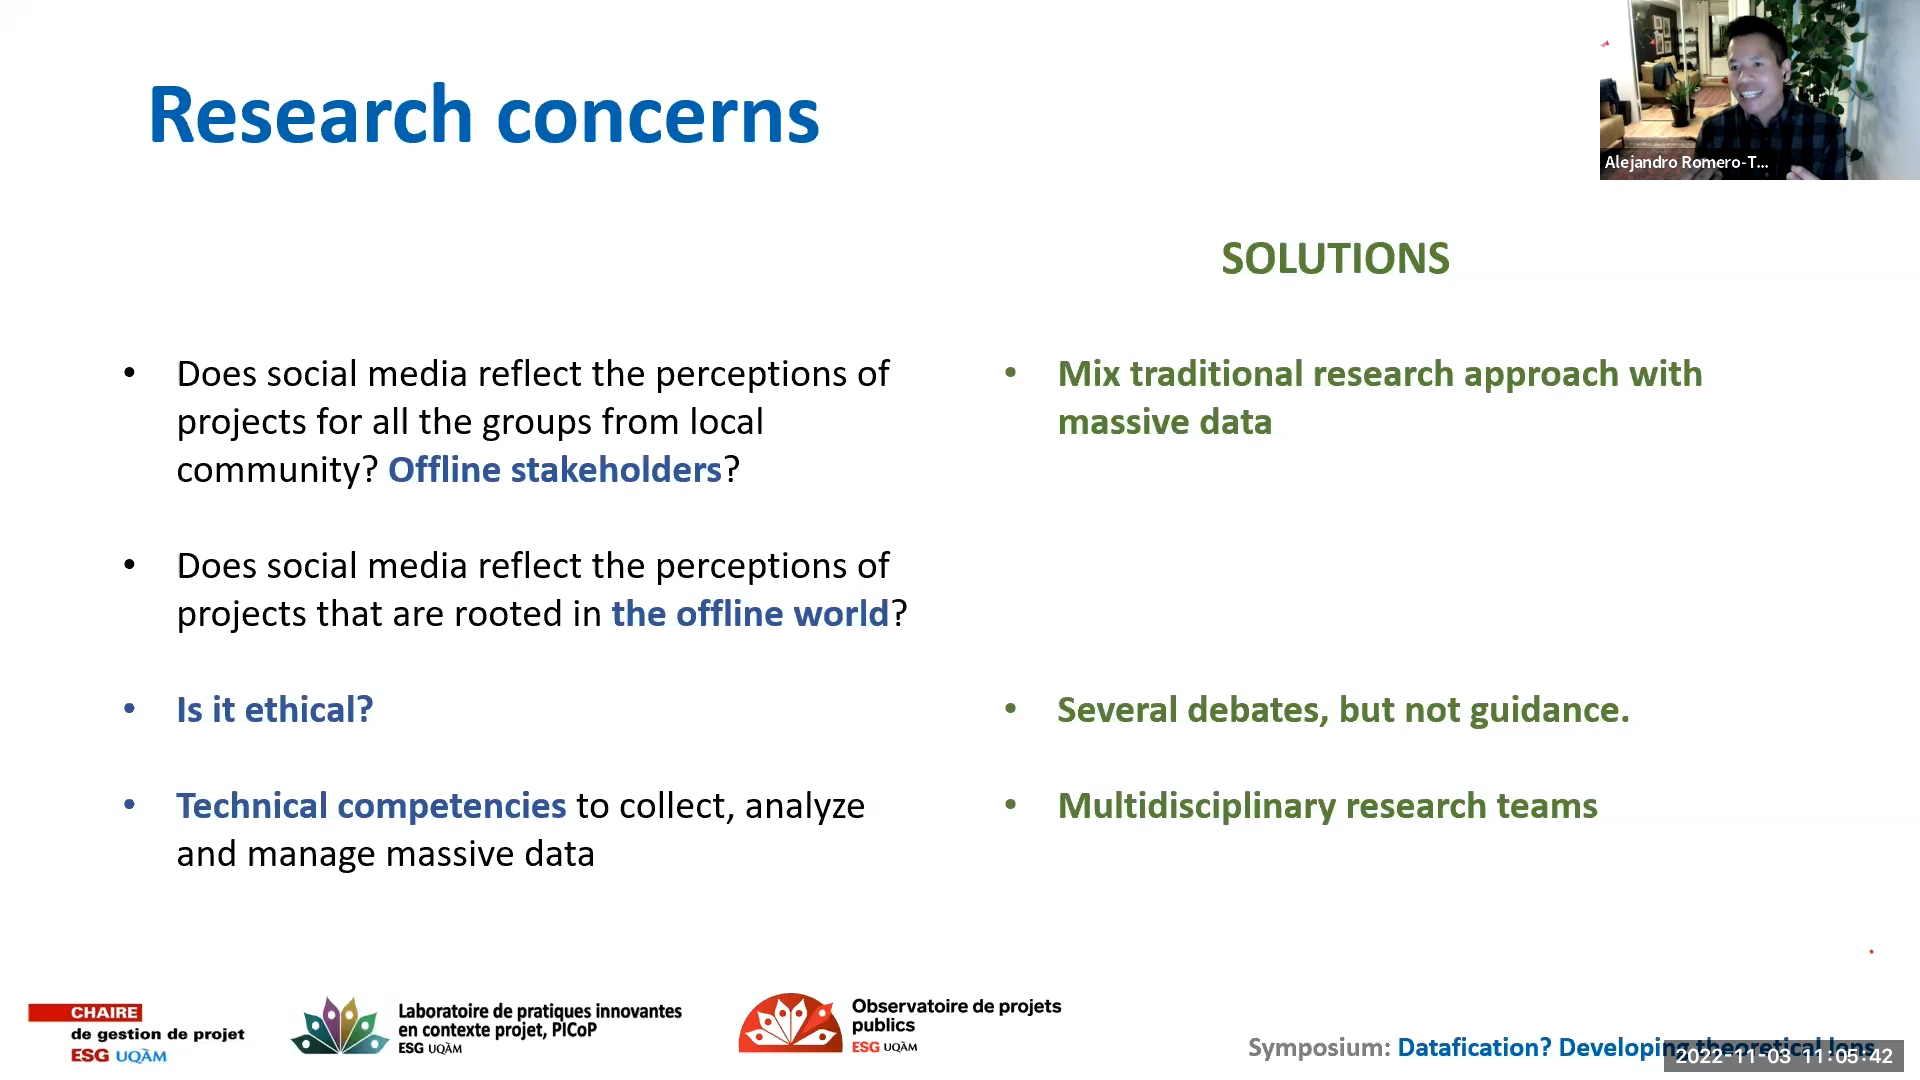 Research concerns
Alejandro Romero-T...
SOLUTIONS
• Does social media reflect the perceptions of
projects for all the groups from local
community? Offline stakeholders?
• Mix traditional research approach with
massive data
• Does social media reflect the perceptions of
projects that are rooted in the offline world?
• Is it ethical?
• Several debates, but not guidance.
• Technical competencies to collect, analyze
and manage massive data
• Multidisciplinary research teams
CHAIRE
de gestion de projet
ESG UQÀM
Laboratoire de pratiques innovantes
en contexte projet, PICoP
ESG UQÀM
Observatoire de projets
publics
ESG UQÀM
Symposium: Datafication? Developing theoretical lens
2022-11-03 11:05:42